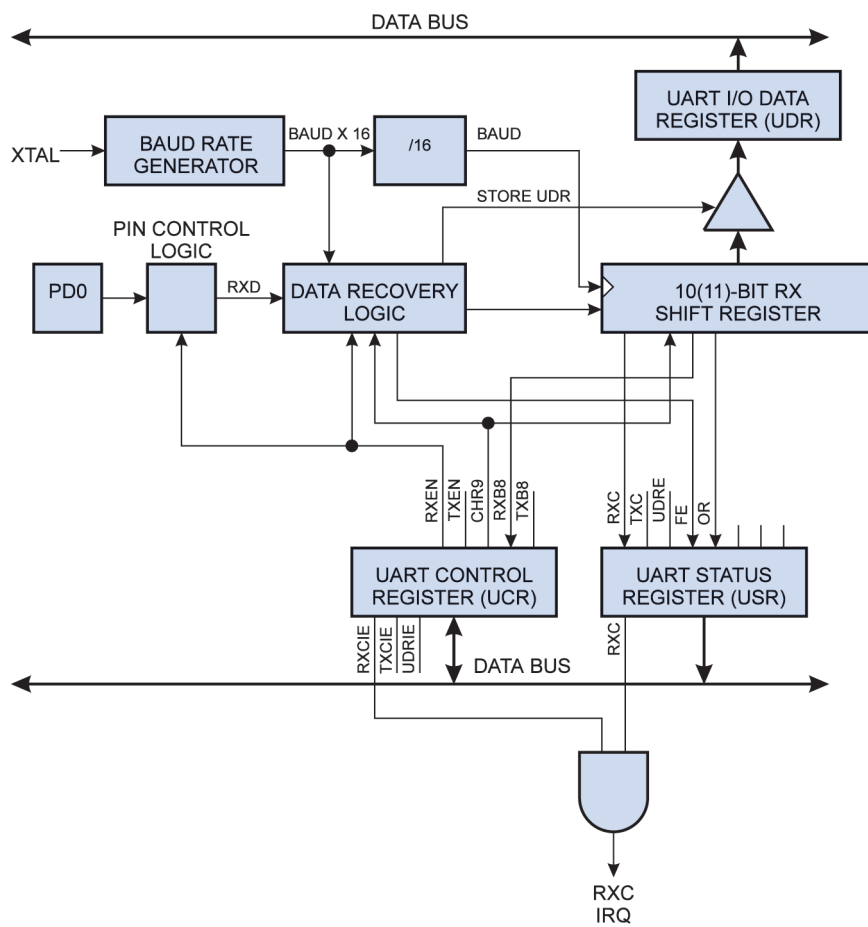 DATA BUS
UART I/O DATA
REGISTER (UDR)
XTAL
BAUD RATE
GENERATOR
BAUD X 16
/16
BAUD
STORE UDR
PIN CONTROL
LOGIC
PD0
RXD
DATA RECOVERY
LOGIC
10(11)-BIT RX
SHIFT REGISTER
RXEN
TXEN
CHR9
RXB8
TXB8
RXC
TXC
UDRE
FE
OR
UART CONTROL
REGISTER (UCR)
UART STATUS
REGISTER (USR)
RXCIE
TXCIE
UDRIE
RXC
DATA BUS
RXC
IRQ